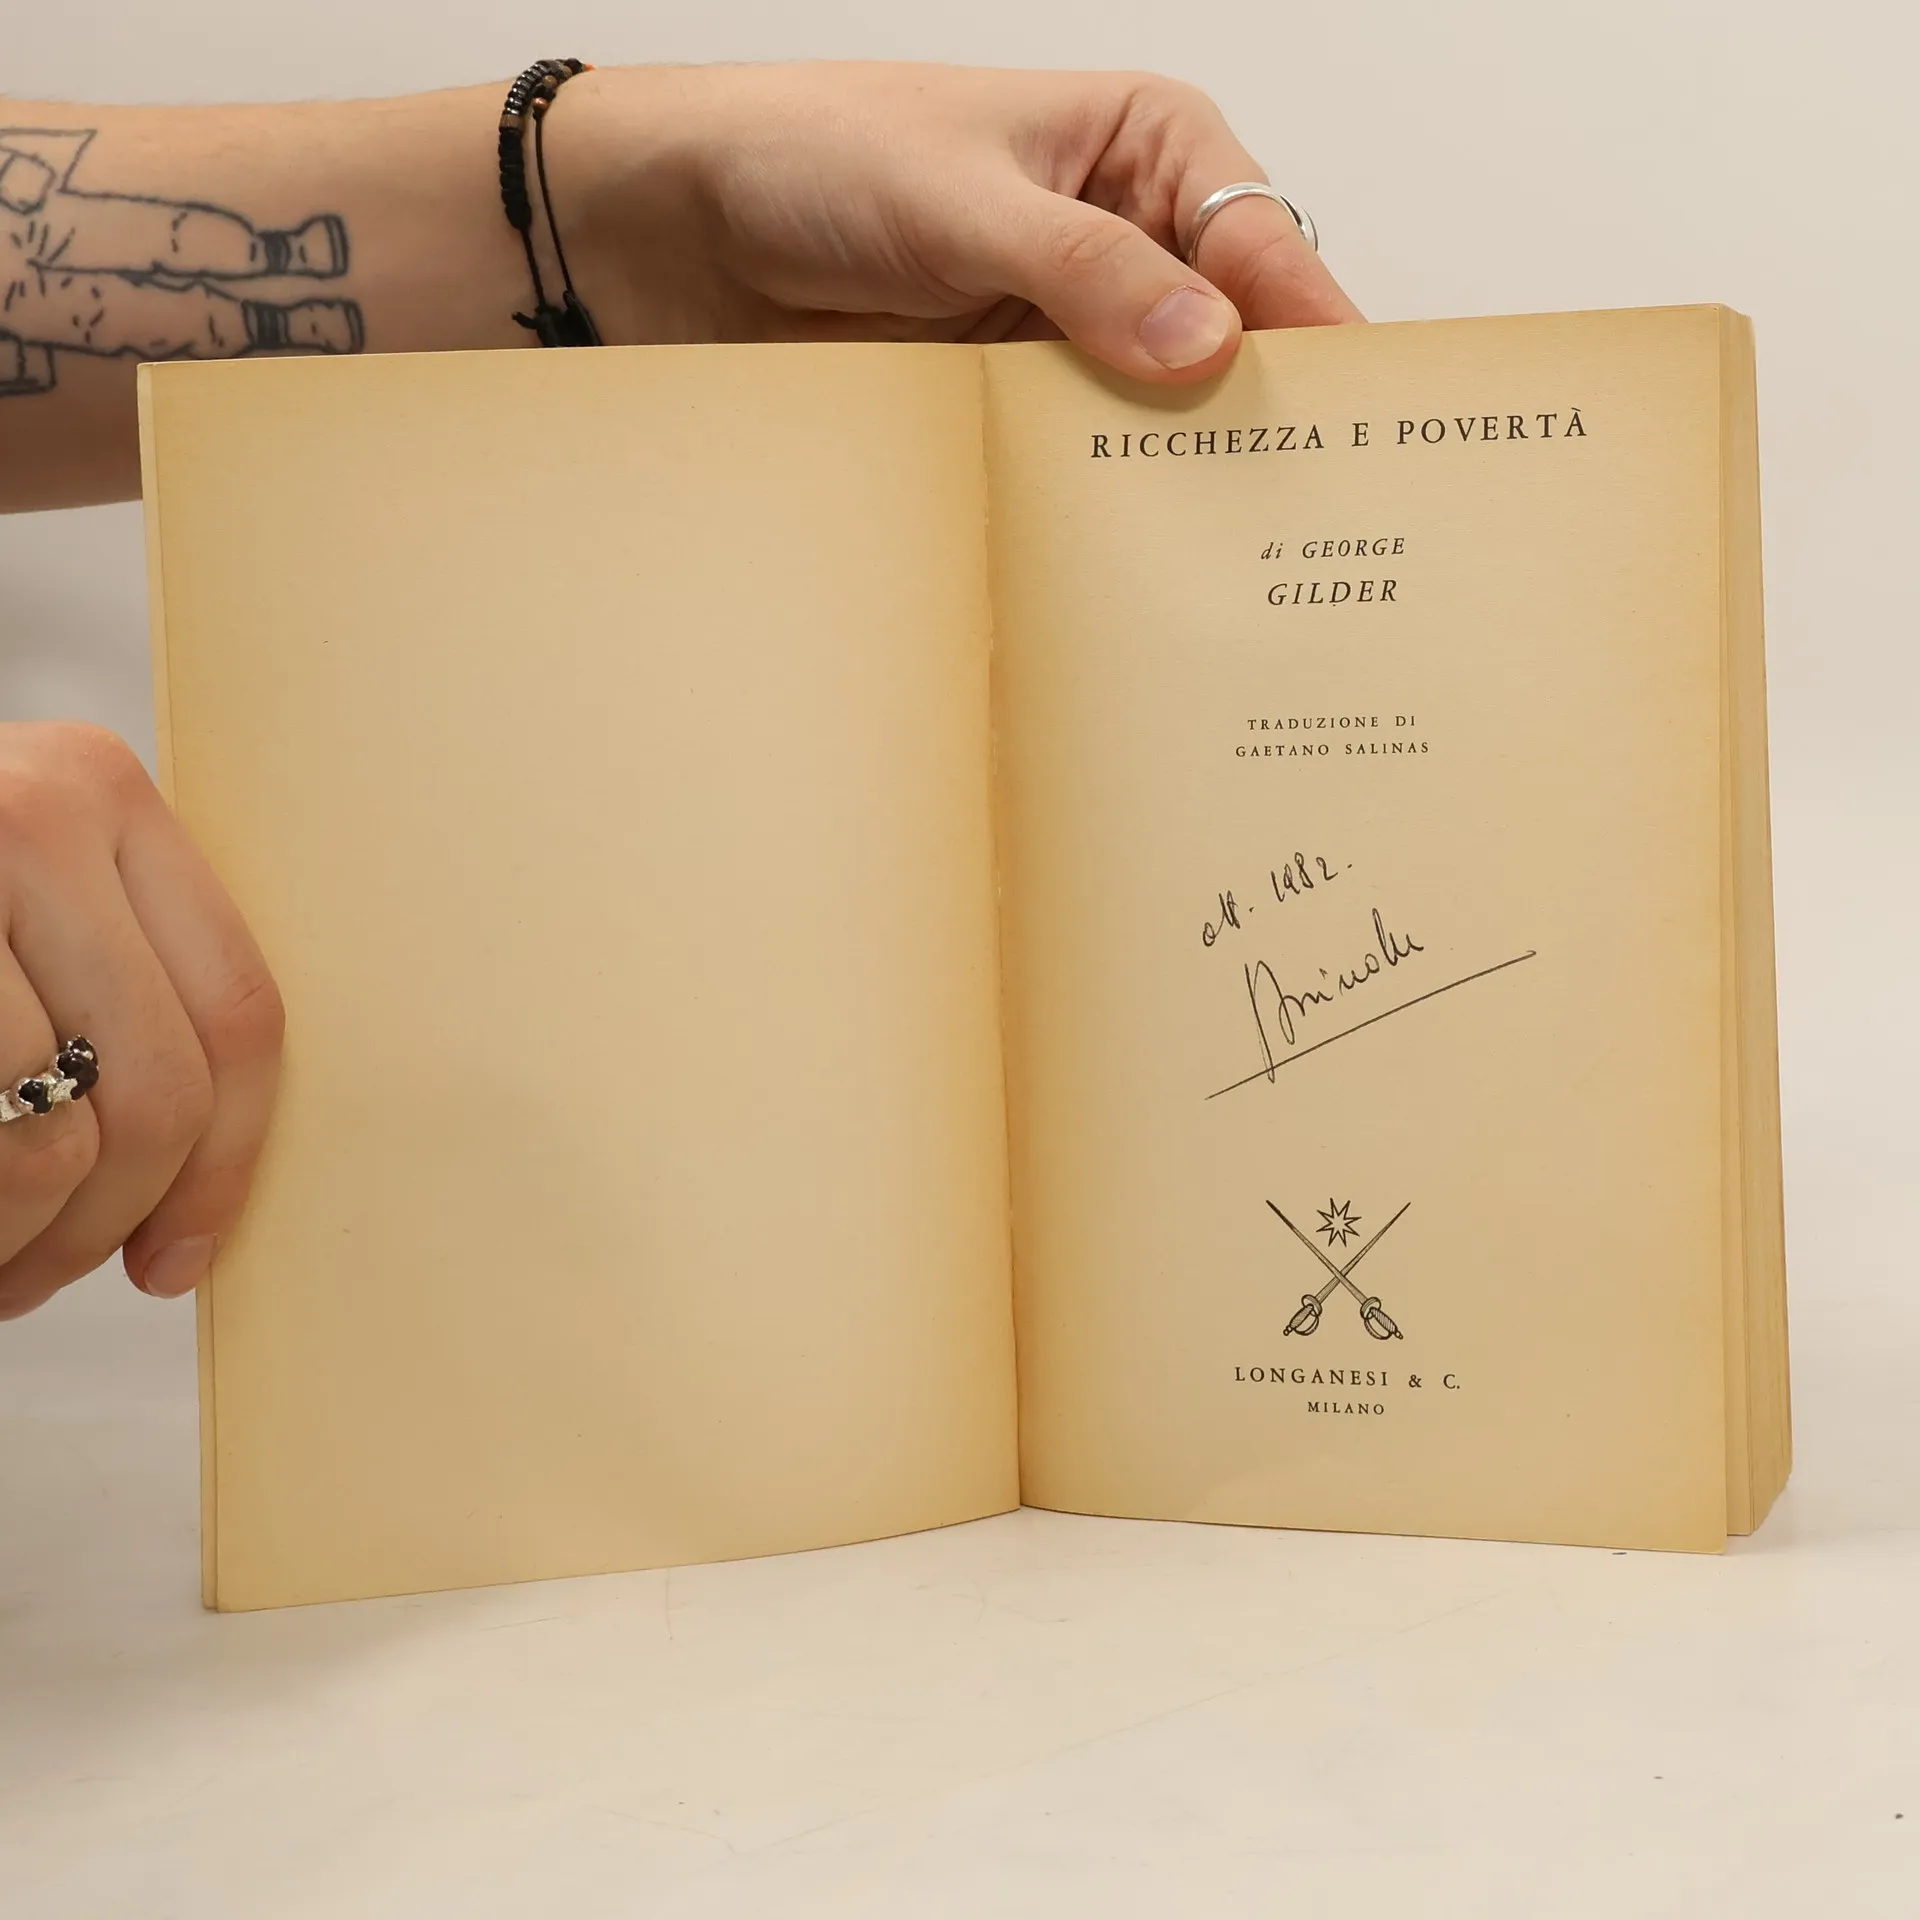 RICCHEZZA E POVERTÀ
di GEORGE
GILDER
TRADUZIONE DI
GAETANO SALINAS
ott. 1982.
LONGANESI & C.
MILANO